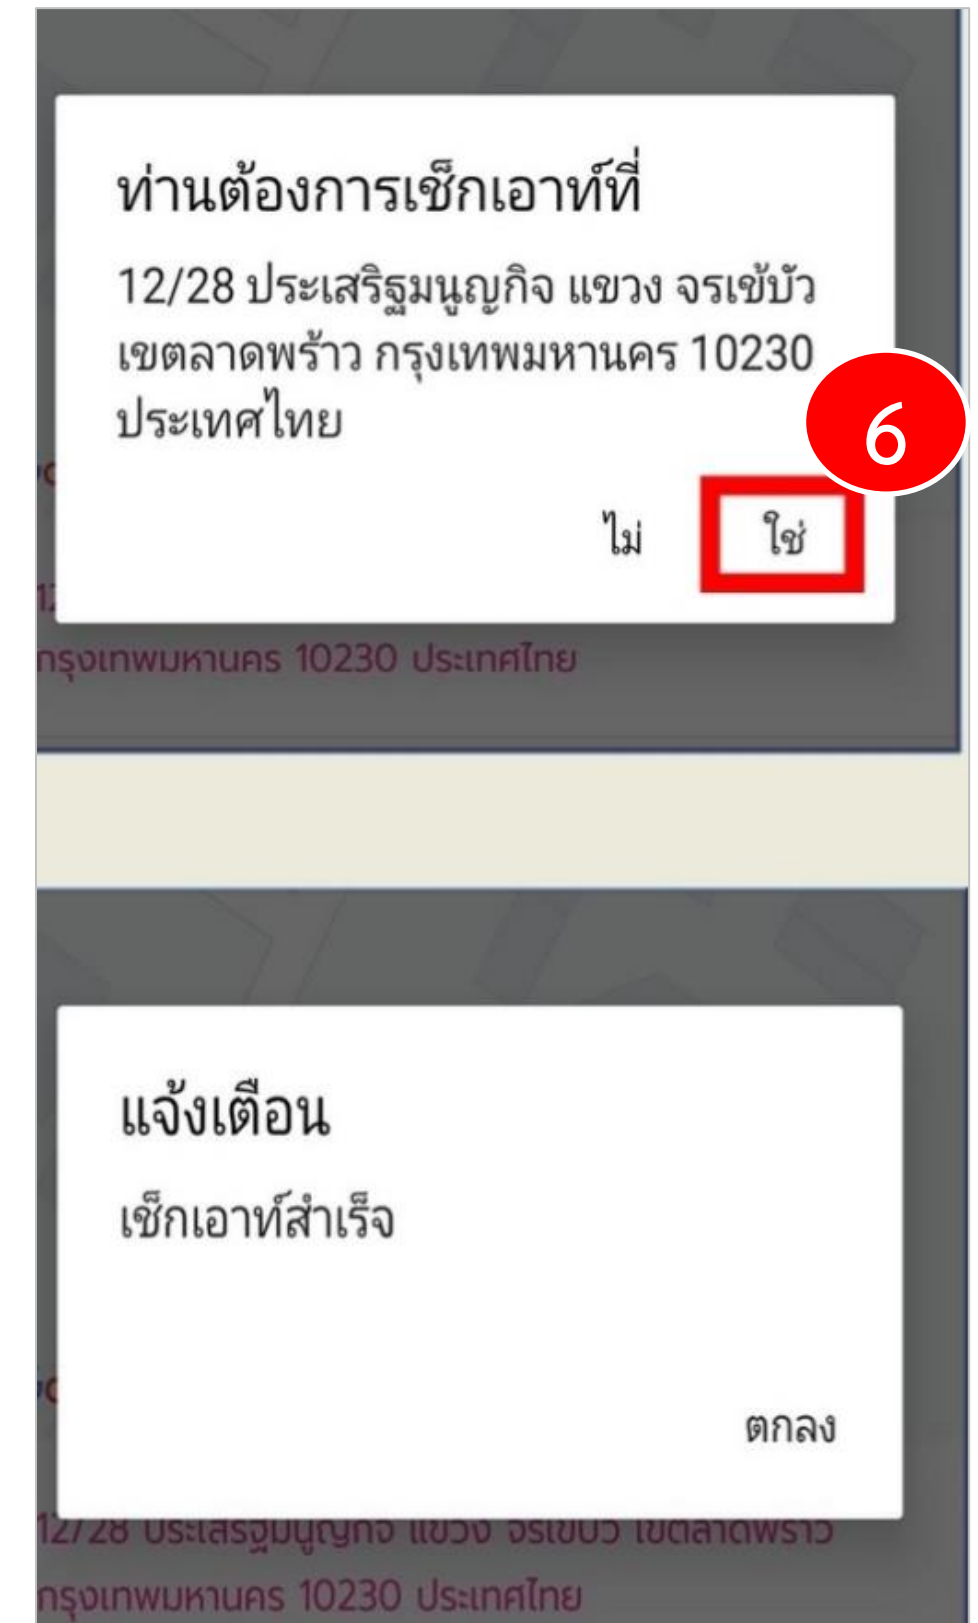 ท่านต้องการเช็กเอาท์ที่
12/28 ประเสริฐมนูญกิจ แขวง จรเข้บัว
เขตลาดพร้าว กรุงเทพมหานคร 10230
ประเทศไทย
6
ไม่
ใช่
กรุงเทพมหานคร 10230 ประเทศไทย
แจ้งเตือน
เช็กเอาท์สำเร็จ
ตกลง
12/28 ประเสริฐมนูญกิจ แขวง จรเข้บัว เขตลาดพร้าว
กรุงเทพมหานคร 10230 ประเทศไทย